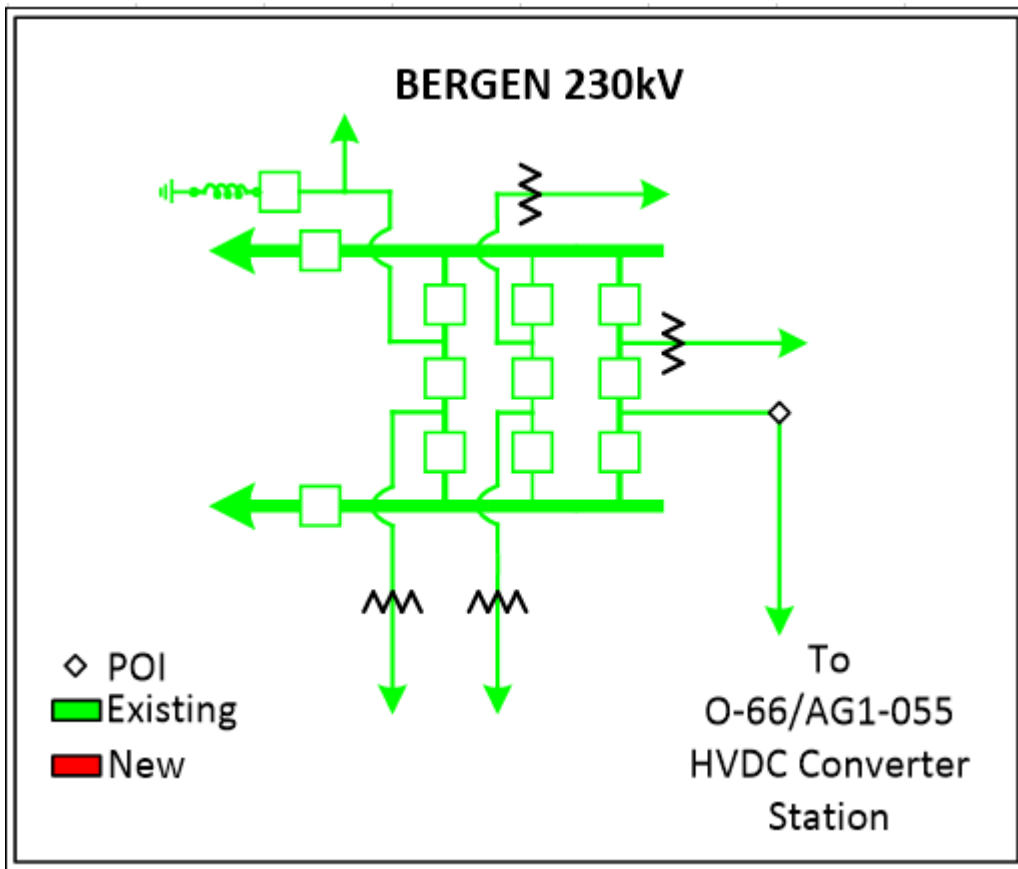 BERGEN 230kV
POI
Existing
New
To
O-66/AG1-055
HVDC Converter
Station